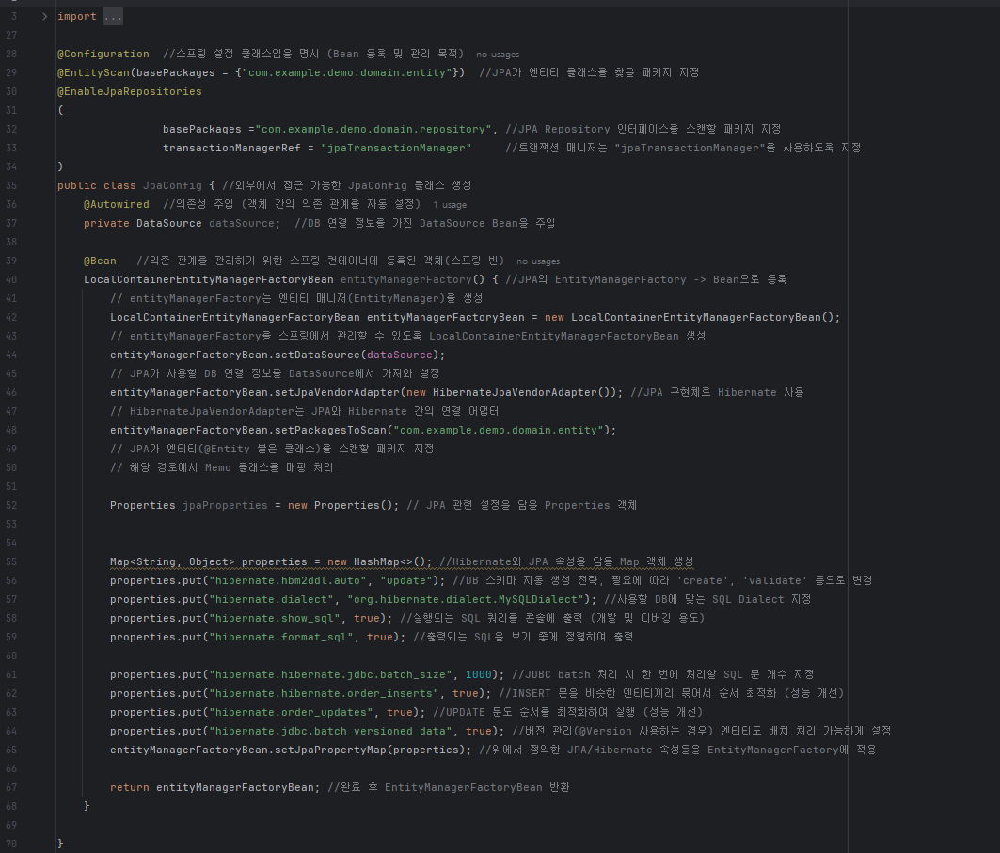 3 > import ...
27
28 @Configuration //스프링 설정 클래스임을 명시 (Bean 등록 및 관리 목적) no usages
29 @EntityScan(basePackages = {"com.example.demo.domain.entity"}) //JPA가 엔티티 클래스를 찾을 패키지 지정
30 @EnableJpaRepositories
31 (
32 basePackages ="com.example.demo.domain.repository", //JPA Repository 인터페이스를 스캔할 패키지 지정
33 transactionManagerRef = "jpaTransactionManager" //트랜잭션 매니저는 "jpaTransactionManager"를 사용하도록 지정
34 )
35 public class JpaConfig { //외부에서 접근 가능한 JpaConfig 클래스 생성
36 @Autowired //의존성 주입 (객체 간의 의존 관계를 자동 설정) 1 usage
37 private DataSource dataSource; //DB 연결 정보를 가진 DataSource Bean을 주입
38
39 @Bean //의존 관계를 관리하기 위한 스프링 컨테이너에 등록된 객체(스프링 빈) no usages
40 LocalContainerEntityManagerFactoryBean entityManagerFactory() { //JPA의 EntityManagerFactory -> Bean으로 등록
41 // entityManagerFactory는 엔티티 매니저(EntityManager)를 생성
42 LocalContainerEntityManagerFactoryBean entityManagerFactoryBean = new LocalContainerEntityManagerFactoryBean();
43 // entityManagerFactory를 스프링에서 관리할 수 있도록 LocalContainerEntityManagerFactoryBean 생성
44 entityManagerFactoryBean.setDataSource(dataSource);
45 // JPA가 사용할 DB 연결 정보를 DataSource에서 가져와 설정
46 entityManagerFactoryBean.setJpaVendorAdapter(new HibernateJpaVendorAdapter()); //JPA 구현체로 Hibernate 사용
47 // HibernateJpaVendorAdapter는 JPA와 Hibernate 간의 연결 어댑터
48 entityManagerFactoryBean.setPackagesToScan("com.example.demo.domain.entity");
49 // JPA가 엔티티(@Entity 붙은 클래스)를 스캔할 패키지 지정
50 // 해당 경로에서 Memo 클래스를 매핑 처리
51
52 Properties jpaProperties = new Properties(); // JPA 관련 설정을 담을 Properties 객체
53
54
55 Map<String, Object> properties = new HashMap<>(); //Hibernate와 JPA 속성을 담을 Map 객체 생성
56 properties.put("hibernate.hbm2ddl.auto", "update"); //DB 스키마 자동 생성 전략, 필요에 따라 'create', 'validate' 등으로 변경
57 properties.put("hibernate.dialect", "org.hibernate.dialect.MySQLDialect"); //사용할 DB에 맞는 SQL Dialect 지정
58 properties.put("hibernate.show_sql", true); //실행되는 SQL 쿼리를 콘솔에 출력 (개발 및 디버깅 용도)
59 properties.put("hibernate.format_sql", true); //출력되는 SQL을 보기 좋게 정렬하여 출력
60
61 properties.put("hibernate.hibernate.jdbc.batch_size", 1000); //JDBC batch 처리 시 한 번에 처리할 SQL 문 개수 지정
62 properties.put("hibernate.hibernate.order_inserts", true); //INSERT 문을 비슷한 엔티티끼리 묶어서 순서 최적화 (성능 개선)
63 properties.put("hibernate.order_updates", true); //UPDATE 문도 순서를 최적화하여 실행 (성능 개선)
64 properties.put("hibernate.jdbc.batch_versioned_data", true); //버전 관리(@Version 사용하는 경우) 엔티티도 배치 처리 가능하게 설정
65 entityManagerFactoryBean.setJpaPropertyMap(properties); //위에서 정의한 JPA/Hibernate 속성들을 EntityManagerFactory에 적용
66
67 return entityManagerFactoryBean; //완료 후 EntityManagerFactoryBean 반환
68 }
69
70 }